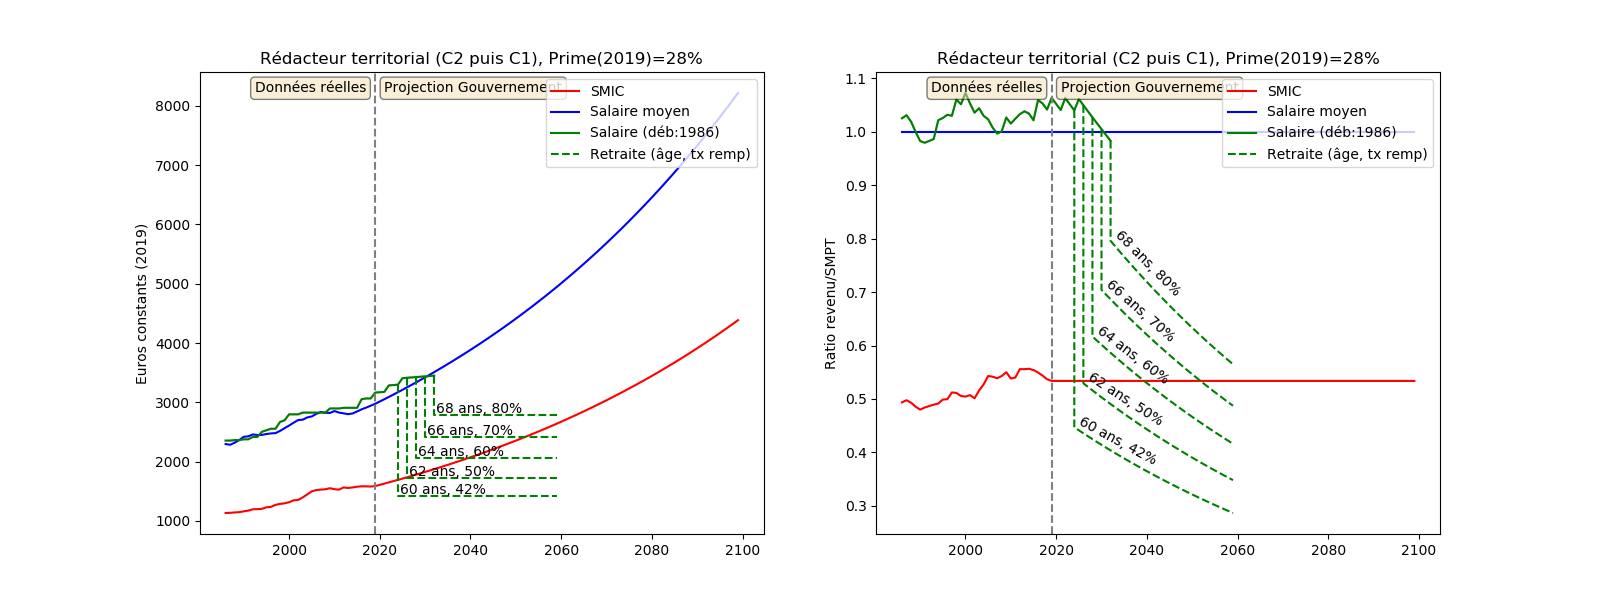 Rédacteur territorial (C2 puis C1), Prime(2019)=28%
Données réelles
Projection Gouvernement
SMIC
Salaire moyen
Salaire (déb:1986)
Retraite (âge, tx remp)
Euros constants (2019)
8000
7000
6000
5000
4000
3000
2000
1000
68 ans, 80%
66 ans, 70%
64 ans, 60%
62 ans, 50%
60 ans, 42%
2000
2020
2040
2060
2080
2100
Rédacteur territorial (C2 puis C1), Prime(2019)=28%
Données réelles
Projection Gouvernement
SMIC
Salaire moyen
Salaire (déb:1986)
Retraite (âge, tx remp)
Ratio revenu/SMPT
1.1
1.0
0.9
0.8
0.7
0.6
0.5
0.4
0.3
68 ans, 80%
66 ans, 70%
64 ans, 60%
62 ans, 50%
60 ans, 42%
2000
2020
2040
2060
2080
2100